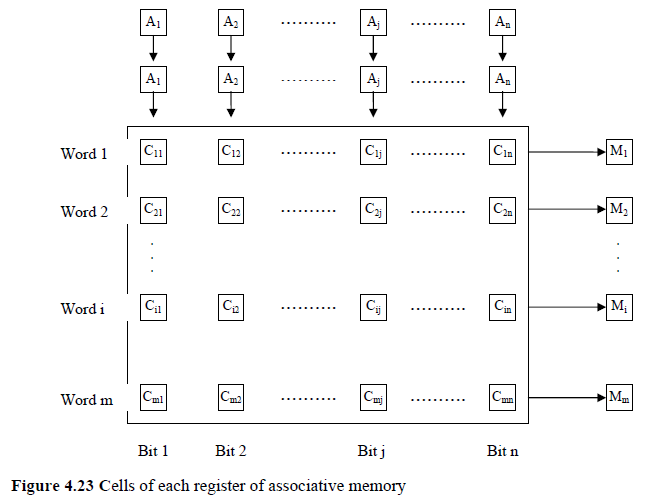 A1 A2 .......... Aj .......... An
A1 A2 .......... Aj .......... An
Word 1 C11 C12 .......... C1j .......... C1n M1
Word 2 C21 C22 .......... C2j .......... C2n M2
Word i Ci1 Ci2 .......... Cij .......... Cin Mi
Word m Cm1 Cm2 .......... Cmj .......... Cmn Mm
Bit 1 Bit 2 Bit j Bit n
Figure 4.23 Cells of each register of associative memory